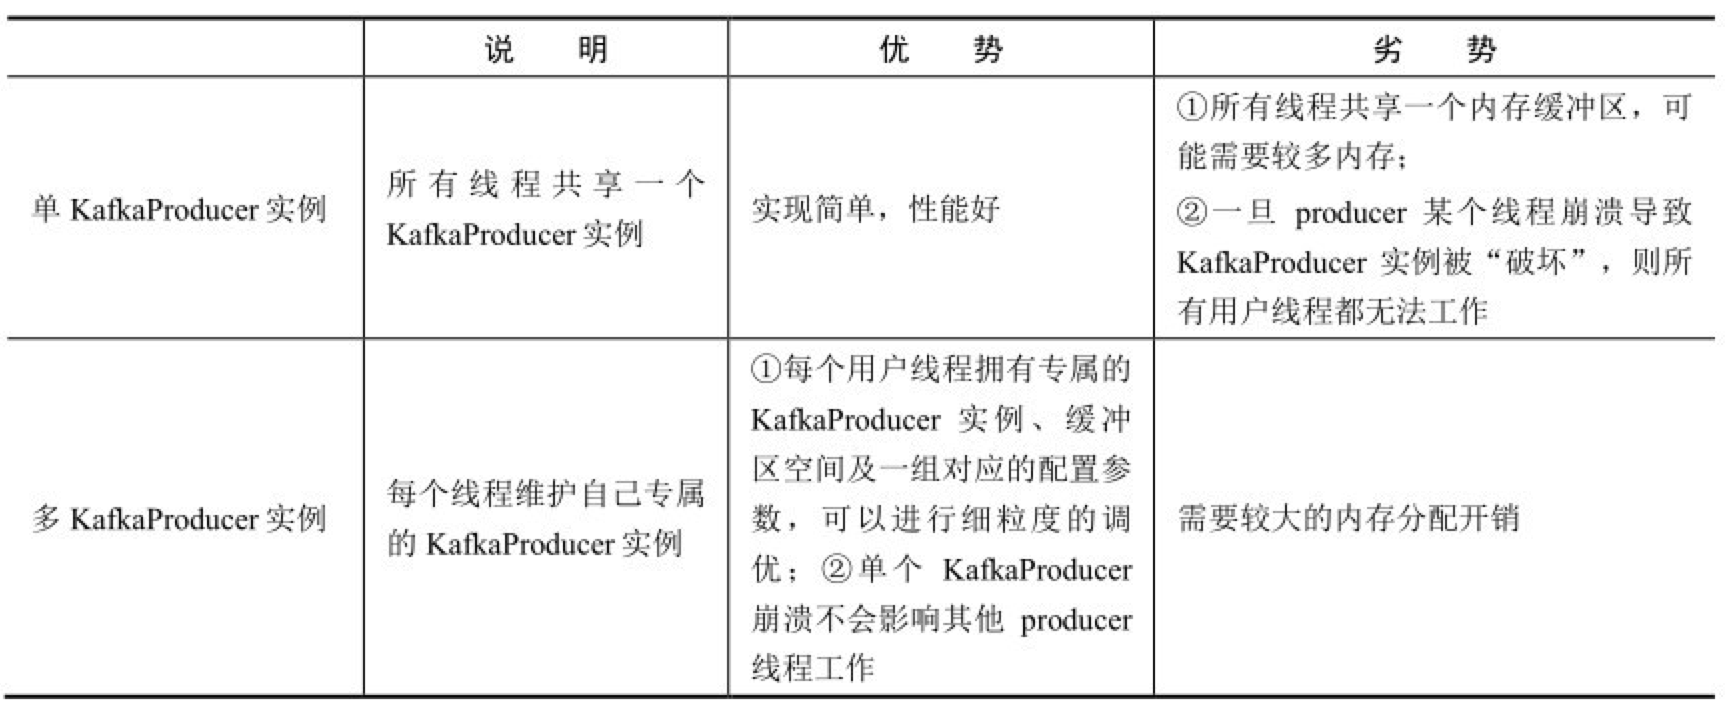 说 明
优 势
劣 势
单 KafkaProducer 实例
所有线程共享一个
KafkaProducer 实例
实现简单，性能好
①所有线程共享一个内存缓冲区，可
能需要较多内存；
②一旦 producer 某个线程崩溃导致
KafkaProducer 实例被“破坏”，则所
有用户线程都无法工作
多 KafkaProducer 实例
每个线程维护自己专属
的 KafkaProducer 实例
①每个用户线程拥有专属的
KafkaProducer 实例、缓冲
区空间及一组对应的配置参
数，可以进行细粒度的调
优；②单个 KafkaProducer
崩溃不会影响其他 producer
线程工作
需要较大的内存分配开销